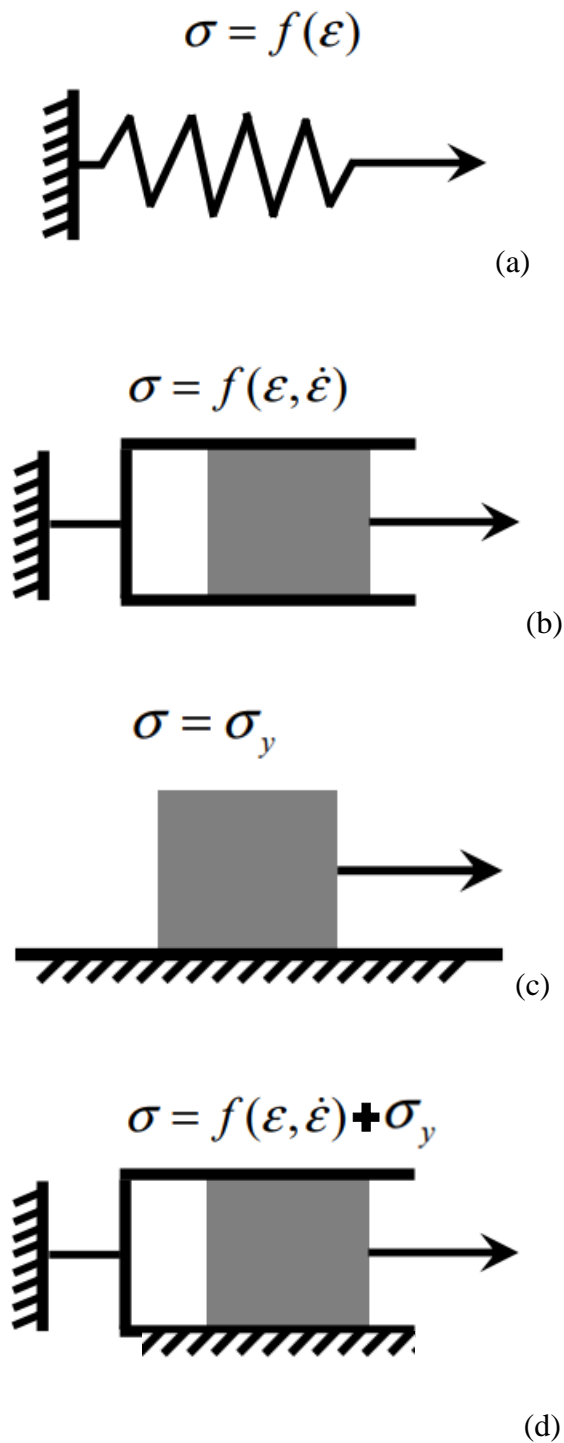 σ = f(ε)
(a)
σ = f(ε, ε̇)
(b)
σ = σ_y
(c)
σ = f(ε, ε̇) + σ_y
(d)